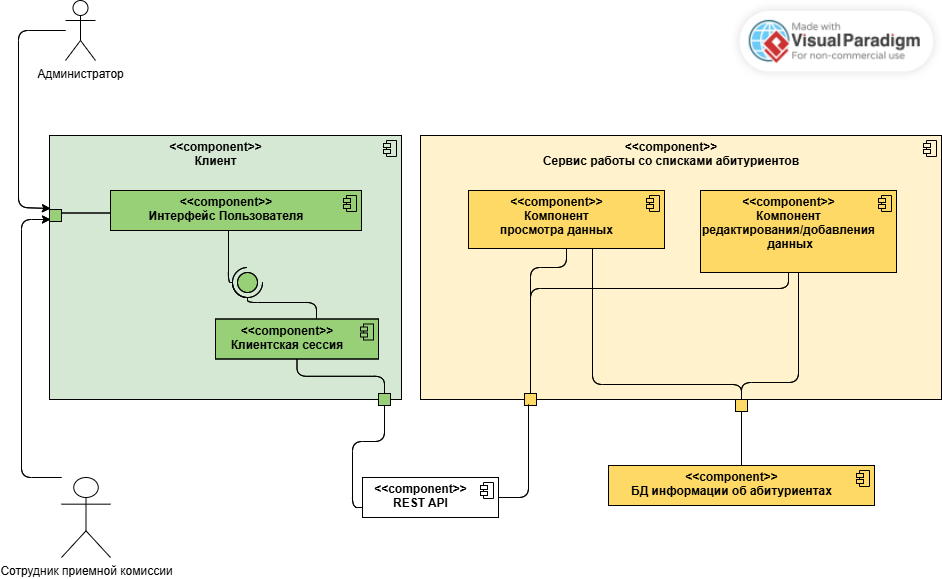 Made with
Visual Paradigm
For non-commercial use
Администратор
<<component>>
Клиент
<<component>>
Интерфейс Пользователя
<<component>>
Клиентская сессия
<<component>>
Сервис работы со списками абитуриентов
<<component>>
Компонент
просмотра данных
<<component>>
Компонент
редактирования/добавления
данных
<<component>>
REST API
<<component>>
БД информации об абитуриентах
Сотрудник приемной комиссии